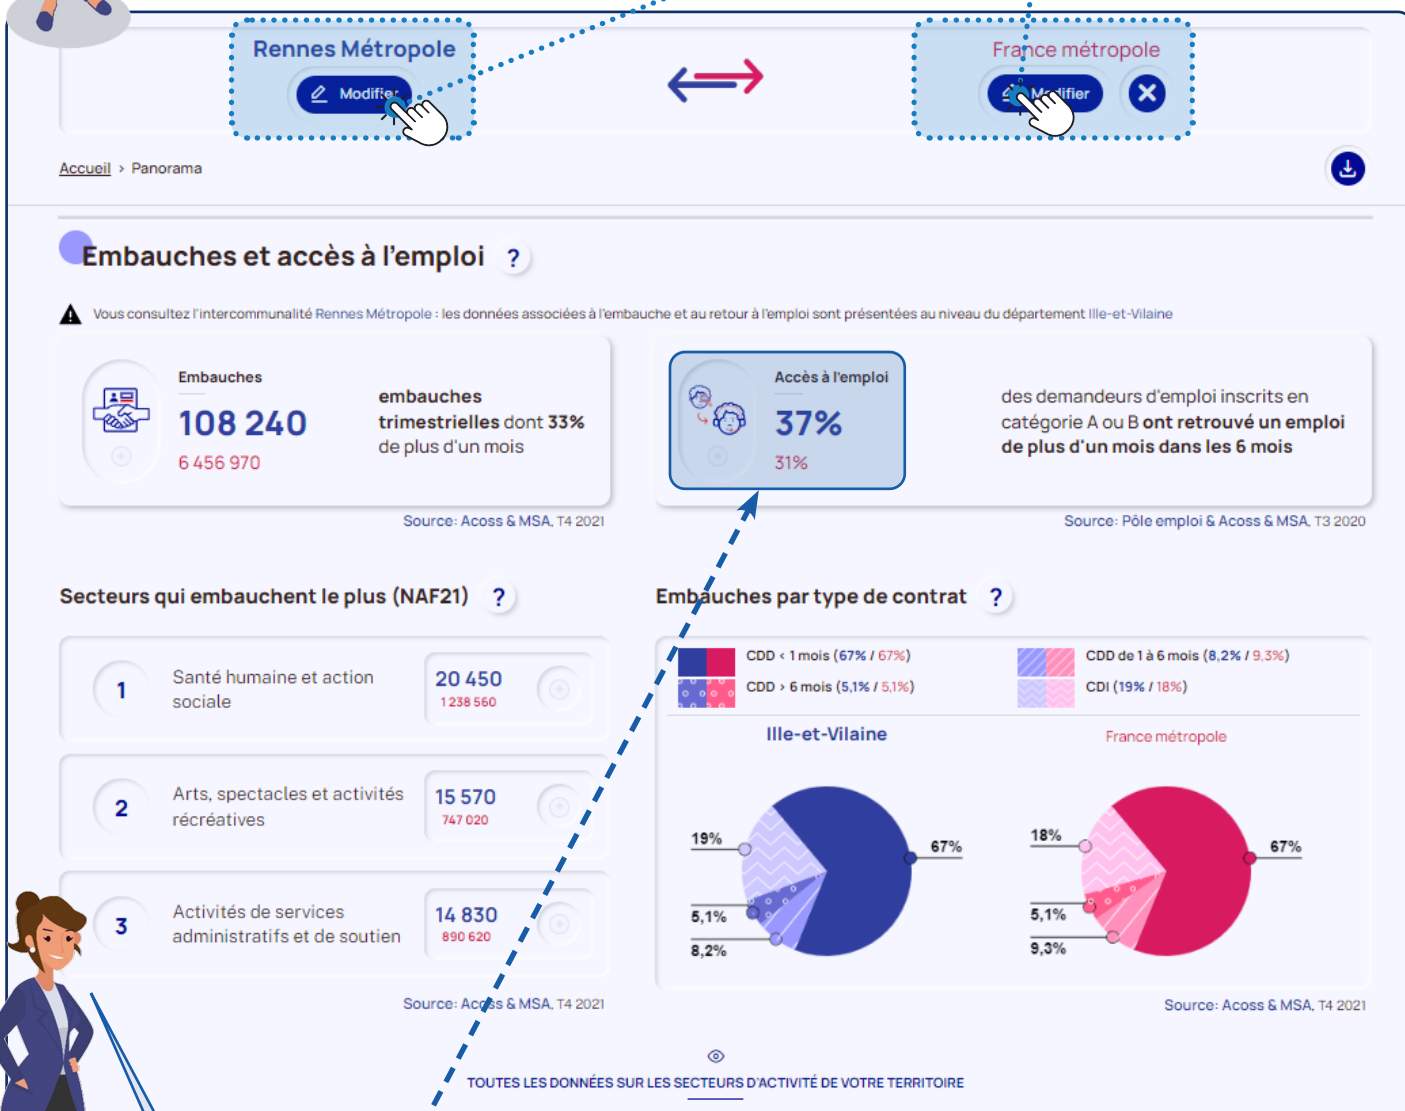 Rennes Métropole
Modifier
France métropole
Modifier
Accueil > Panorama
Embauches et accès à l'emploi ?
Vous consultez l'intercommunalité Rennes Métropole : les données associées à l'embauche et au retour à l'emploi sont présentées au niveau du département Ille-et-Vilaine
Embauches
108 240
6 456 970
embauches
trimestrielles dont 33%
de plus d'un mois
Source: Acoss & MSA, T4 2021
Accès à l'emploi
37%
31%
des demandeurs d'emploi inscrits en
catégorie A ou B ont retrouvé un emploi
de plus d'un mois dans les 6 mois
Source: Pôle emploi & Acoss & MSA, T3 2020
Secteurs qui embauchent le plus (NAF21) ?
1
Santé humaine et action
sociale
20 450
1 238 560
2
Arts, spectacles et activités
récréatives
15 570
747 020
3
Activités de services
administratifs et de soutien
14 830
890 620
Source: Acoss & MSA, T4 2021
Embauches par type de contrat ?
CDD < 1 mois (67% / 67%)
CDD de 1 à 6 mois (8,2% / 9,3%)
CDD > 6 mois (5,1% / 5,1%)
CDI (19% / 18%)
Ille-et-Vilaine
France métropole
19%
67%
5,1%
8,2%
18%
67%
5,1%
9,3%
Source: Acoss & MSA, T4 2021
TOUTES LES DONNÉES SUR LES SECTEURS D'ACTIVITÉ DE VOTRE TERRITOIRE